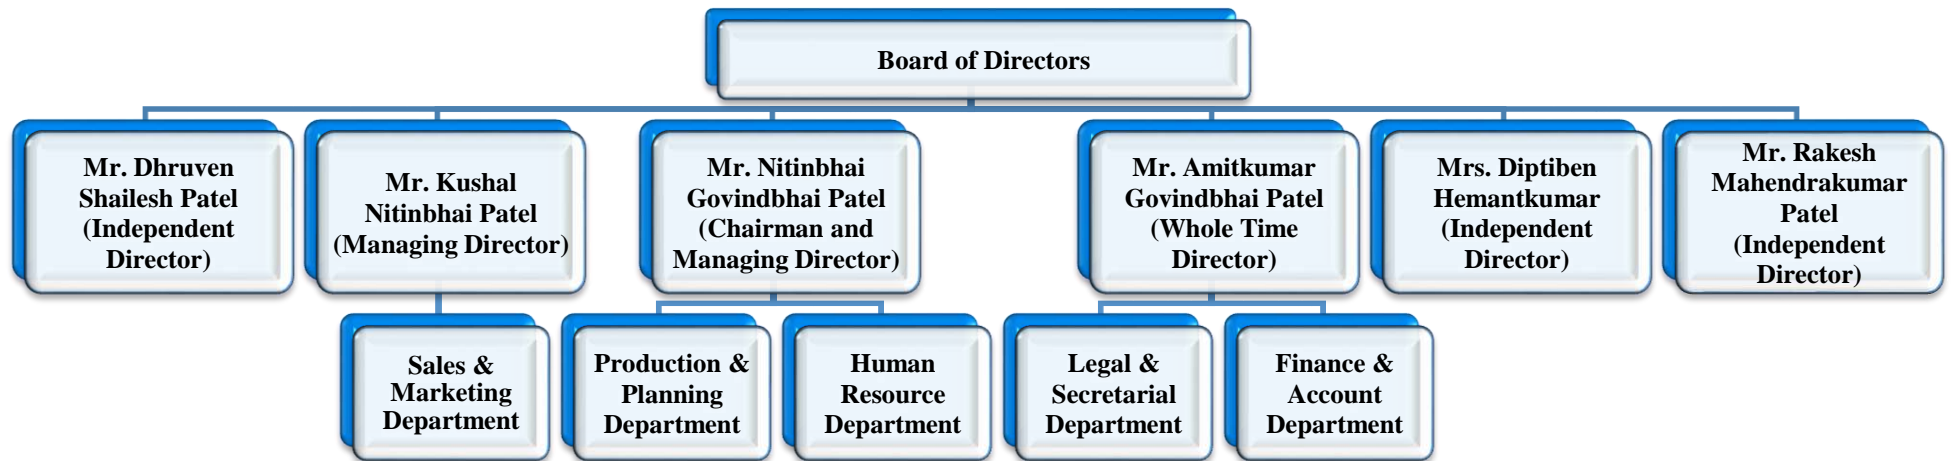 Board of Directors
Mr. Dhruven
Shailesh Patel
(Independent
Director)
Mr. Kushal
Nitinbhai Patel
(Managing Director)
Mr. Nitinbhai
Govindbhai Patel
(Chairman and
Managing Director)
Mr. Amitkumar
Govindbhai Patel
(Whole Time
Director)
Mrs. Diptiben
Hemantkumar
(Independent
Director)
Mr. Rakesh
Mahendrakumar
Patel
(Independent
Director)
Sales &
Marketing
Department
Production &
Planning
Department
Human
Resource
Department
Legal &
Secretarial
Department
Finance &
Account
Department